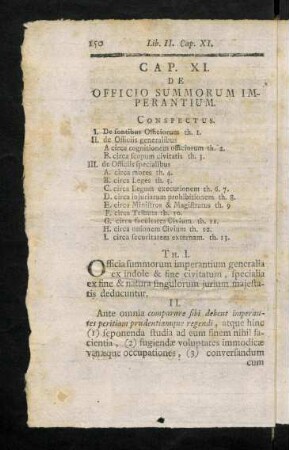 150 Lib. II. Cap. XI.
CAP. XI.
DE
OFFICIO SUMMORUM IM-
PERANTIUM.
CONSPECTUS.
I. De fontibus Officiorum th. 1.
II. de Officiis generalibus
A circa cognitionem officiorum th. 2.
B. circa scopum civitatis th. 3.
III. de Officiis specialibus
A. circa mores th. 4.
B. circa Leges th. 5.
C. circa Legum executionem th. 6. 7.
D. circa injuriarum prohibitionem th. 8
E. circa Ministros & Magistratus th. 9
F. circa Tributa th. 10.
G. circa facultates Civium th. 11.
H. circa unionem Civium th. 12.
I. circa securitatem externam. th. 13.
TH. I.
Officia summorum imperantium generalia
ex indole & fine civitatum, specialia
ex fine & natura singulorum jurium majesta-
tis deducuntur.
II.
Ante omnia comparare sibi debent imperan-
tes peritiam prudentiamque regendi, atque hinc
(1) seponenda studia ad eum finem nihil fa-
cientia, (2) fugiendæ voluptates immodicæ
vanæque occupationes, (3) conversandum
cum